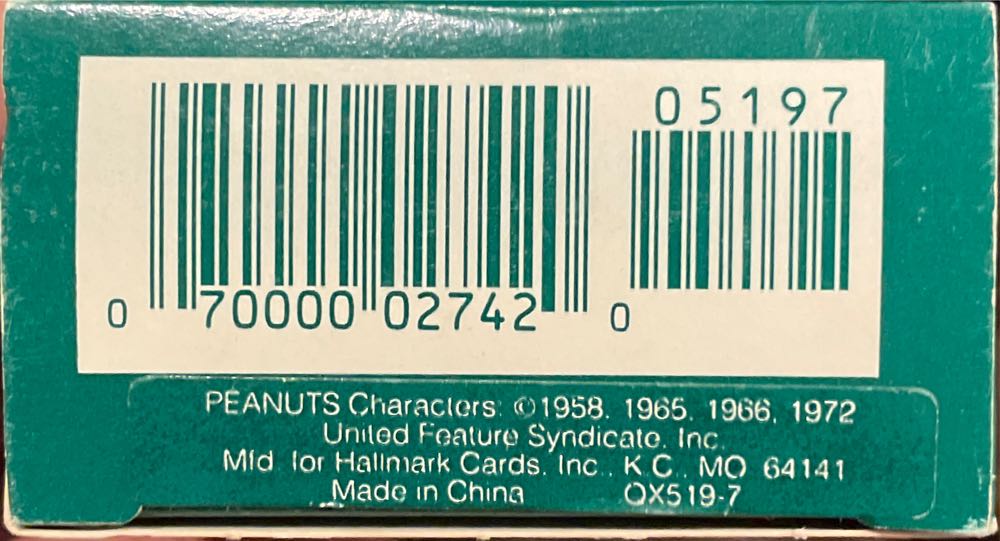 05197
0 70000 02742 0
PEANUTS Characters: ©1958, 1965, 1966, 1972
United Feature Syndicate, Inc.
Mfd. for Hallmark Cards, Inc., K.C., MO 64141
Made in China QX519-7